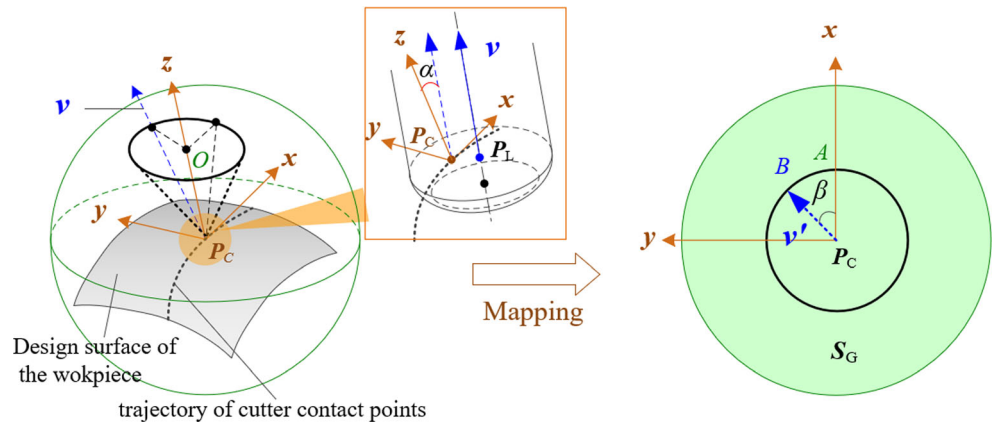 z
v
O
x
y
P_C
Design surface of
the wokpiece
trajectory of cutter contact points
z
v
α
x
y
P_C
P_L
Mapping
x
A
B
β
v'
y
P_C
S_G